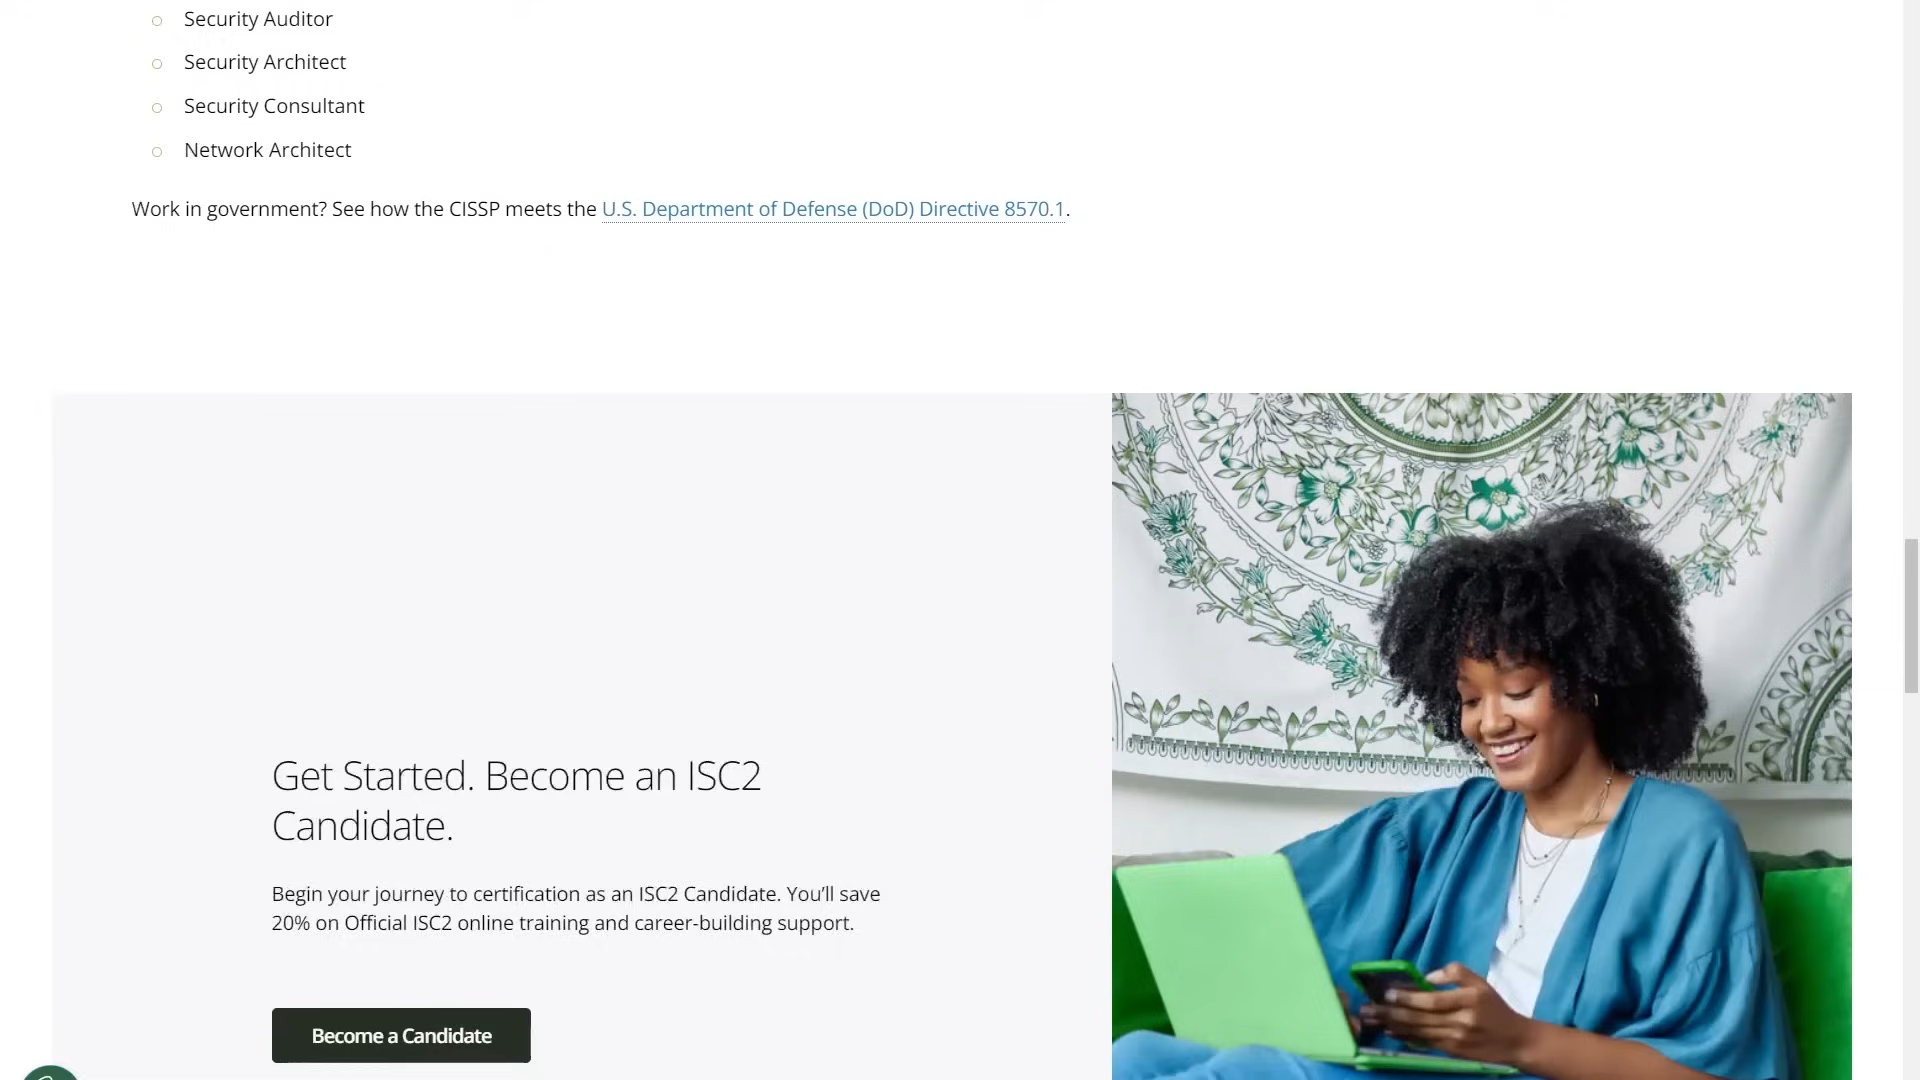 Security Auditor
Security Architect
Security Consultant
Network Architect
Work in government? See how the CISSP meets the U.S. Department of Defense (DoD) Directive 8570.1.
Get Started. Become an ISC2
Candidate.
Begin your journey to certification as an ISC2 Candidate. You’ll save
20% on Official ISC2 online training and career-building support.
Become a Candidate